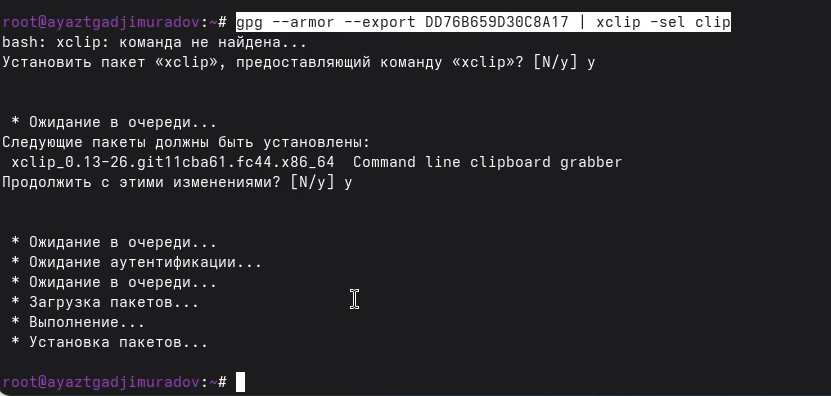 root@ayaztgadjimuradov:~# gpg --armor --export DD76B659D30C8A17 | xclip -sel clip
bash: xclip: команда не найдена...
Установить пакет «xclip», предоставляющий команду «xclip»? [N/y] y
* Ожидание в очереди...
Следующие пакеты должны быть установлены:
xclip_0.13-26.git11cba61.fc44.x86_64  Command line clipboard grabber
Продолжить с этими изменениями? [N/y] y
* Ожидание в очереди...
* Ожидание аутентификации...
* Ожидание в очереди...
* Загрузка пакетов...
* Выполнение...
* Установка пакетов...
root@ayaztgadjimuradov:~#